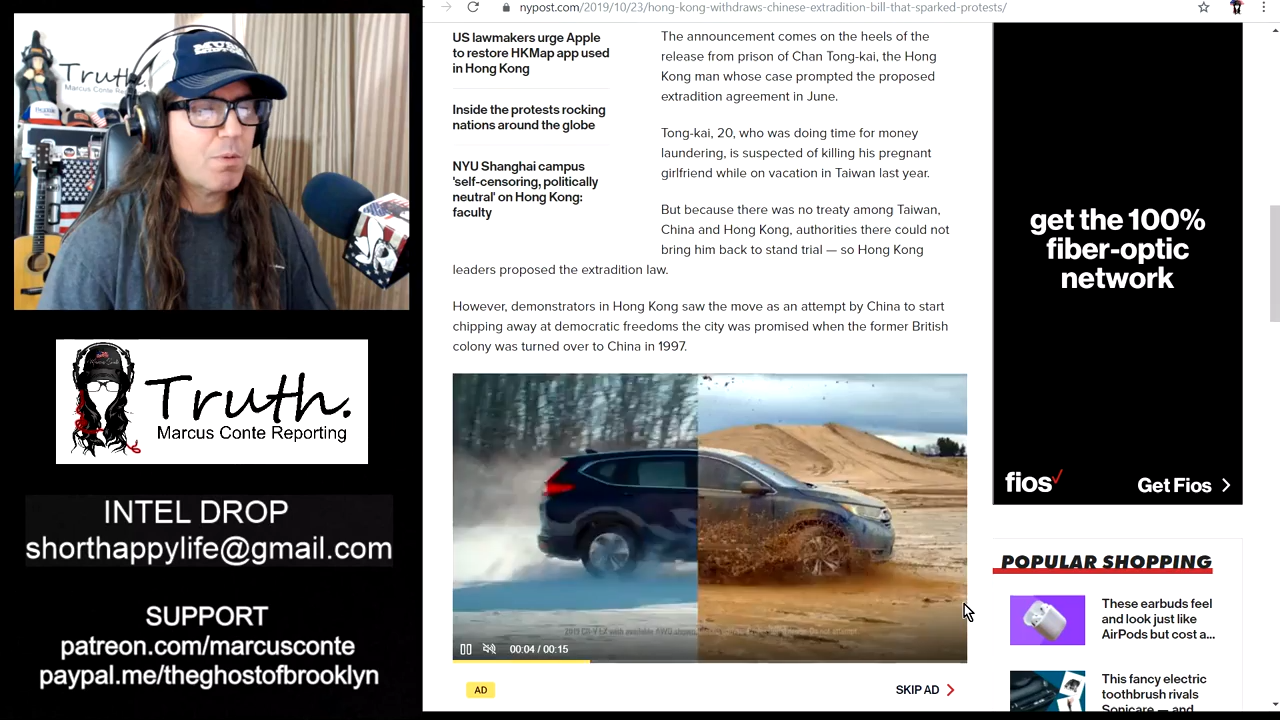 Truth.
Marcus Conte Reporting
Truth.
Marcus Conte Reporting
INTEL DROP
shorthappylife@gmail.com
SUPPORT
patreon.com/marcusconte
paypal.me/theghostofbrooklyn
nypost.com/2019/10/23/hong-kong-withdraws-chinese-extradition-bill-that-sparked-protests/
US lawmakers urge Apple
to restore HKMap app used
in Hong Kong
Inside the protests rocking
nations around the globe
NYU Shanghai campus
'self-censoring, politically
neutral' on Hong Kong:
faculty
The announcement comes on the heels of the
release from prison of Chan Tong-kai, the Hong
Kong man whose case prompted the proposed
extradition agreement in June.
Tong-kai, 20, who was doing time for money
laundering, is suspected of killing his pregnant
girlfriend while on vacation in Taiwan last year.
But because there was no treaty among Taiwan,
China and Hong Kong, authorities there could not
bring him back to stand trial — so Hong Kong
leaders proposed the extradition law.
However, demonstrators in Hong Kong saw the move as an attempt by China to start
chipping away at democratic freedoms the city was promised when the former British
colony was turned over to China in 1997.
00:04 / 00:15
AD
SKIP AD
get the 100%
fiber-optic
network
fios
Get Fios
POPULAR SHOPPING
These earbuds feel
and look just like
AirPods but cost a...
This fancy electric
toothbrush rivals
Sonicare — and